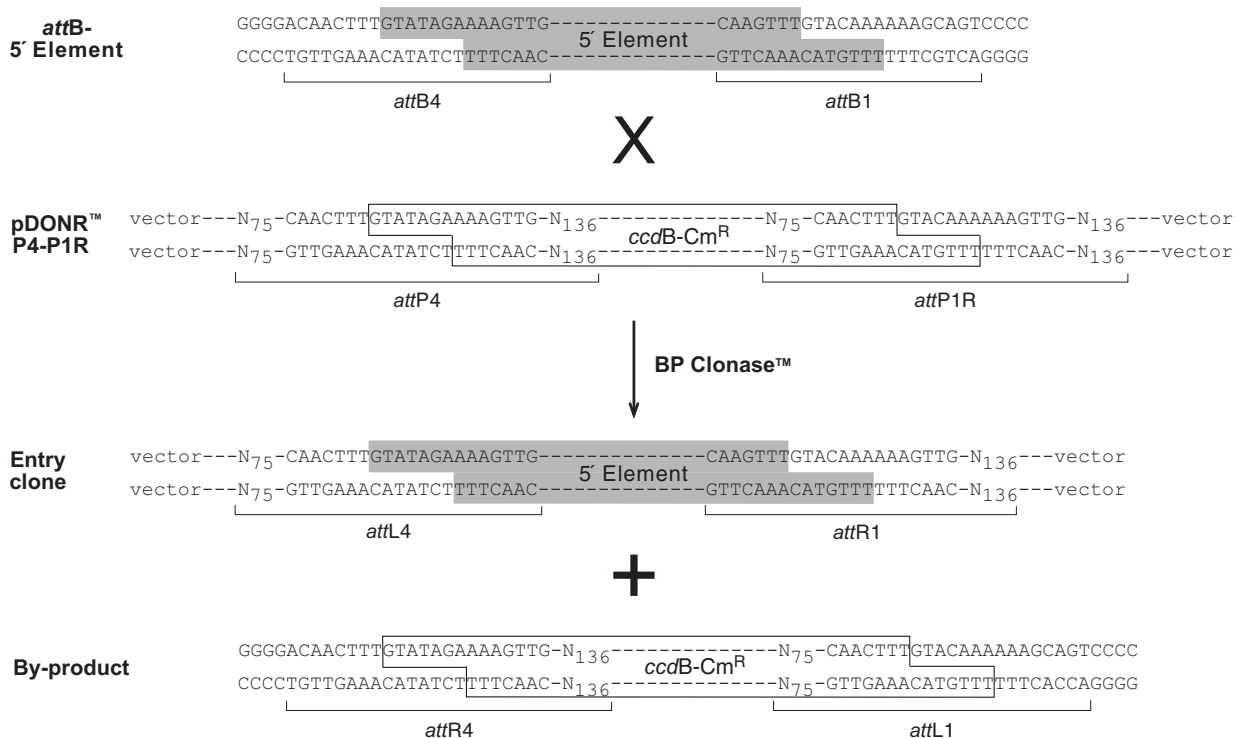 attB-
5′ Element
GGGGACAACTTTGTATAGAAAAGTTG--------------CAAGTTTGTACAAAAAAGCAGTCCCC
5′ Element
CCCCTGTTGAAACATATCTTTTCAAC--------------GTTCAAACATGTTTTTTCGTCAGGGG
attB4
attB1
X
pDONR™
P4-P1R
vector---N75-CAACTTTGTATAGAAAAGTTG-N136--------------N75-CAACTTTGTACAAAAAAGTTG-N136---vector
ccdB-CmR
vector---N75-GTTGAAACATATCTTTTCAAC-N136--------------N75-GTTGAAACATGTTTTTTCAAC-N136---vector
attP4
attP1R
BP Clonase™
Entry
clone
vector---N75-CAACTTTGTATAGAAAAGTTG--------------CAAGTTTGTACAAAAAAGTTG-N136---vector
5′ Element
vector---N75-GTTGAAACATATCTTTTCAAC--------------GTTCAAACATGTTTTTTCAAC-N136---vector
attL4
attR1
+
By-product
GGGGACAACTTTGTATAGAAAAGTTG-N136--------------N75-CAACTTTGTACAAAAAAGCAGTCCCC
ccdB-CmR
CCCCTGTTGAAACATATCTTTTCAAC-N136--------------N75-GTTGAAACATGTTTTTTCACCAGGGG
attR4
attL1